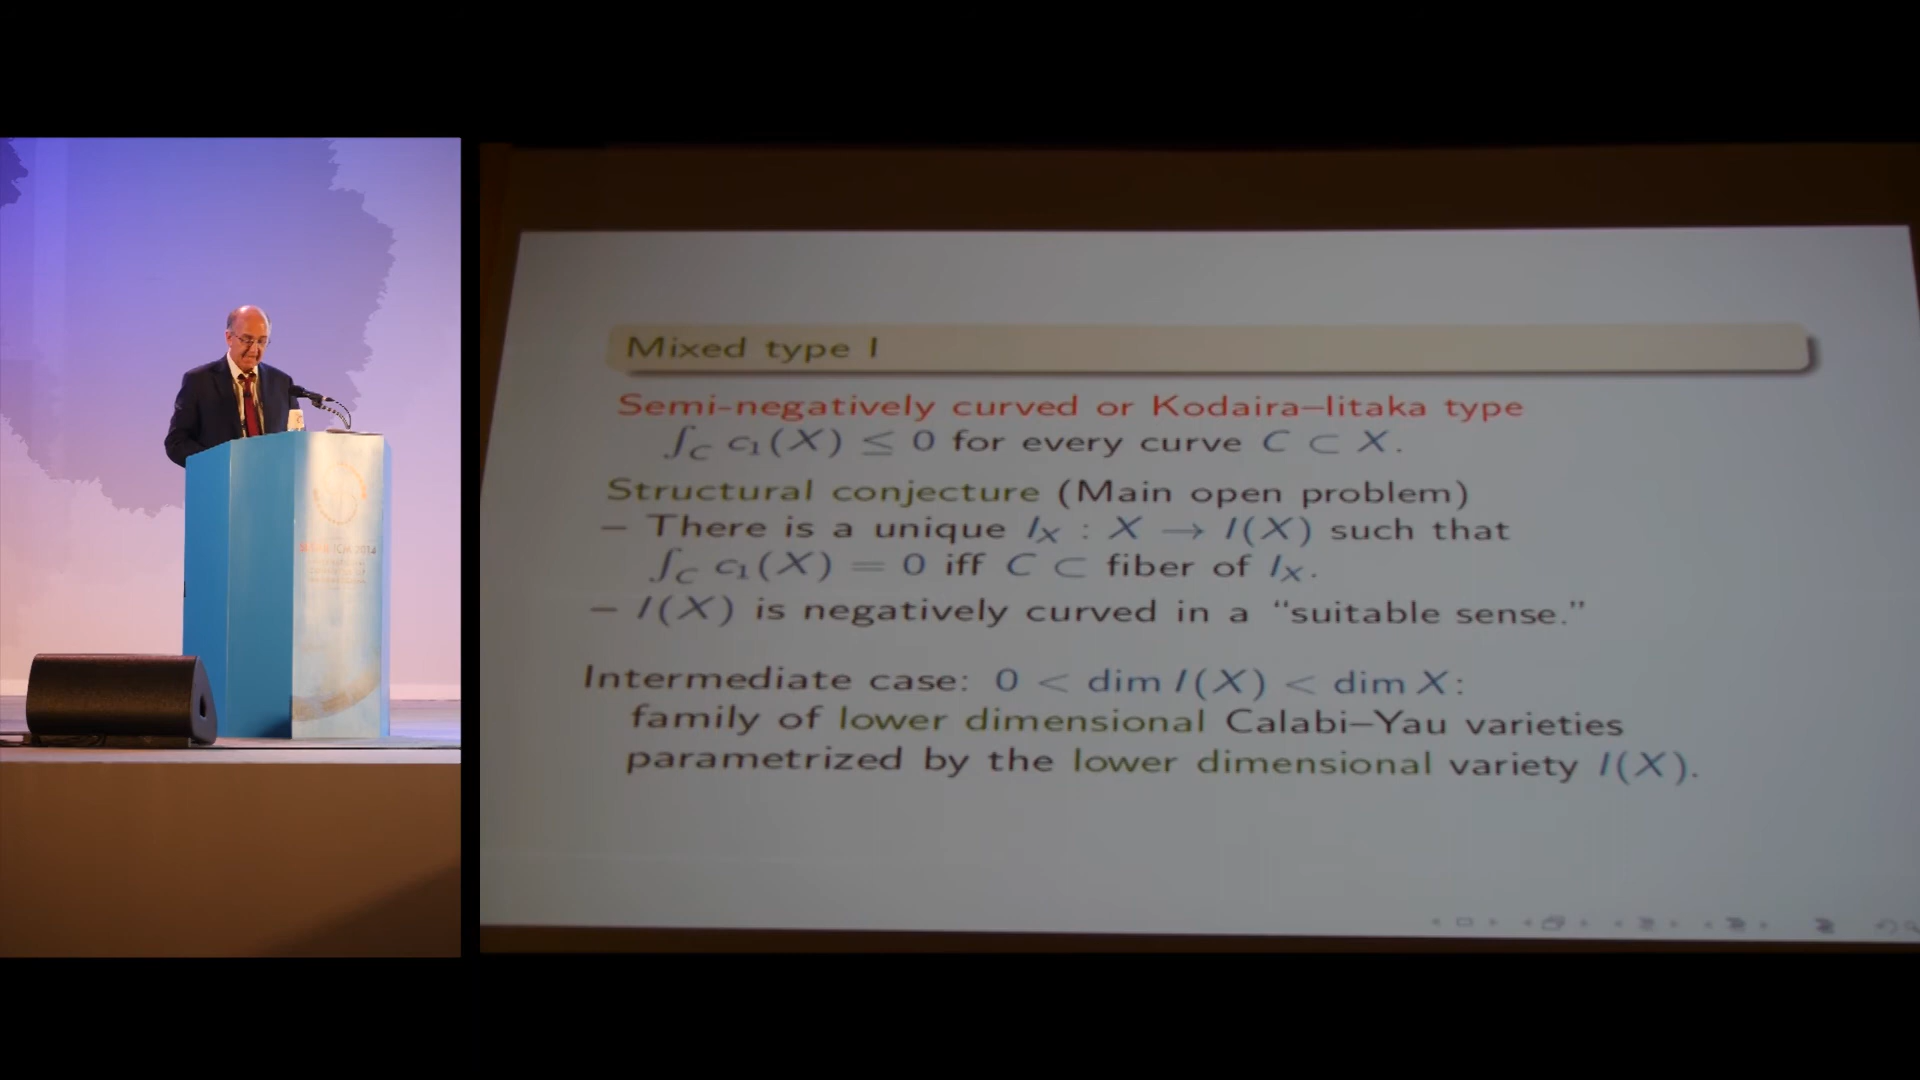 Mixed type I
Semi-negatively curved or Kodaira–Iitaka type
∫_C c₁(X) ≤ 0 for every curve C ⊂ X.
Structural conjecture (Main open problem)
– There is a unique I_X : X → I(X) such that
∫_C c₁(X) = 0 iff C ⊂ fiber of I_X.
– I(X) is negatively curved in a “suitable sense.”
Intermediate case: 0 < dim I(X) < dim X:
family of lower dimensional Calabi–Yau varieties
parametrized by the lower dimensional variety I(X).